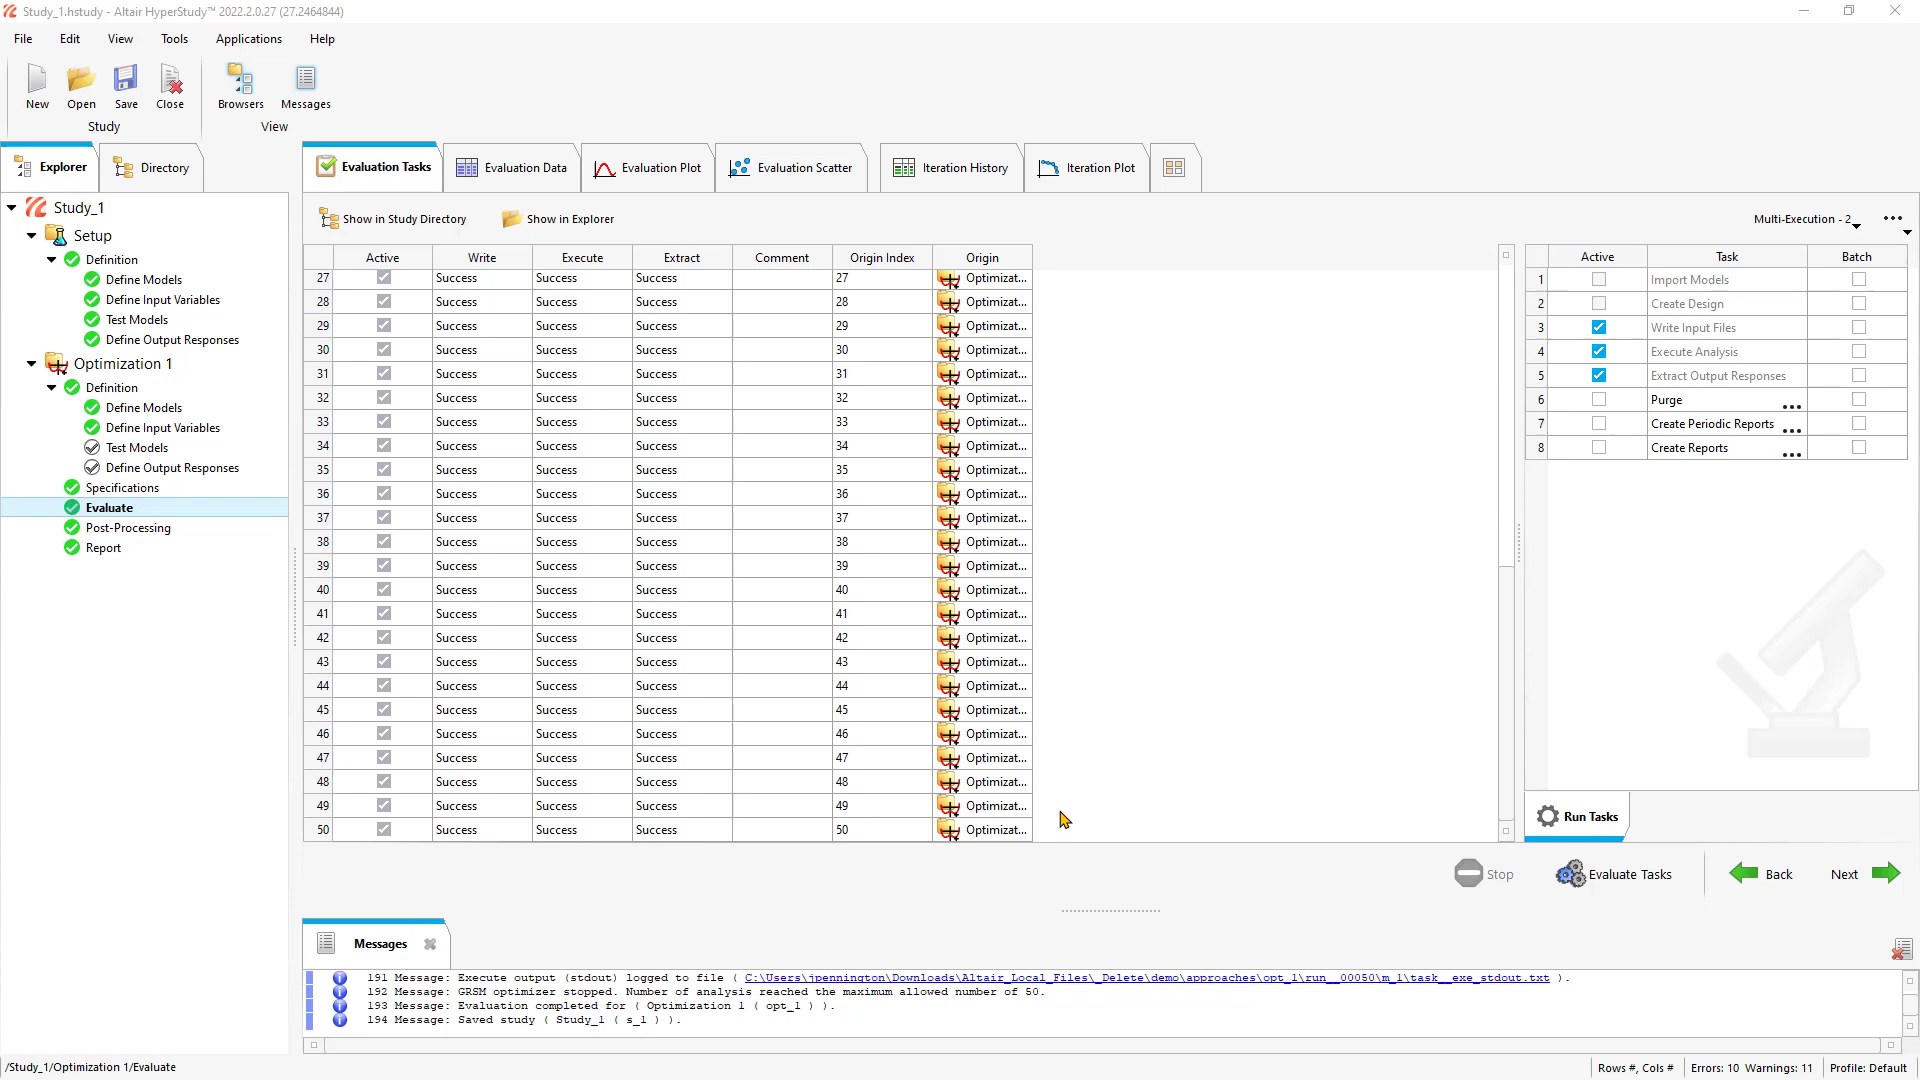 Study_1.hstudy - Altair HyperStudy™ 2022.2.0.27 (27.2464844)
File Edit View Tools Applications Help
New Open Save Close Browsers Messages
Study View
Explorer Directory
Evaluation Tasks Evaluation Data Evaluation Plot Evaluation Scatter Iteration History Iteration Plot
Study_1
Setup
Definition
Define Models
Define Input Variables
Test Models
Define Output Responses
Optimization 1
Definition
Define Models
Define Input Variables
Test Models
Define Output Responses
Specifications
Evaluate
Post-Processing
Report
Show in Study Directory Show in Explorer Multi-Execution - 2
Active Write Execute Extract Comment Origin Index Origin
27 Success Success Success 27 Optimizat...
28 Success Success Success 28 Optimizat...
29 Success Success Success 29 Optimizat...
30 Success Success Success 30 Optimizat...
31 Success Success Success 31 Optimizat...
32 Success Success Success 32 Optimizat...
33 Success Success Success 33 Optimizat...
34 Success Success Success 34 Optimizat...
35 Success Success Success 35 Optimizat...
36 Success Success Success 36 Optimizat...
37 Success Success Success 37 Optimizat...
38 Success Success Success 38 Optimizat...
39 Success Success Success 39 Optimizat...
40 Success Success Success 40 Optimizat...
41 Success Success Success 41 Optimizat...
42 Success Success Success 42 Optimizat...
43 Success Success Success 43 Optimizat...
44 Success Success Success 44 Optimizat...
45 Success Success Success 45 Optimizat...
46 Success Success Success 46 Optimizat...
47 Success Success Success 47 Optimizat...
48 Success Success Success 48 Optimizat...
49 Success Success Success 49 Optimizat...
50 Success Success Success 50 Optimizat...
Active Task Batch
1 Import Models
2 Create Design
3 Write Input Files
4 Execute Analysis
5 Extract Output Responses
6 Purge ...
7 Create Periodic Reports ...
8 Create Reports ...
Run Tasks
Stop Evaluate Tasks Back Next
Messages
191 Message: Execute output (stdout) logged to file ( C:\Users\jpennington\Downloads\Altair_Local_Files\_Delete\demo\approaches\opt_1\run__00050\m_1\task__exe_stdout.txt ).
192 Message: GRSM optimizer stopped. Number of analysis reached the maximum allowed number of 50.
193 Message: Evaluation completed for ( Optimization 1 ( opt_1 ) ).
194 Message: Saved study ( Study_1 ( s_1 ) ).
/Study_1/Optimization 1/Evaluate Rows #, Cols # Errors: 10 Warnings: 11 Profile: Default